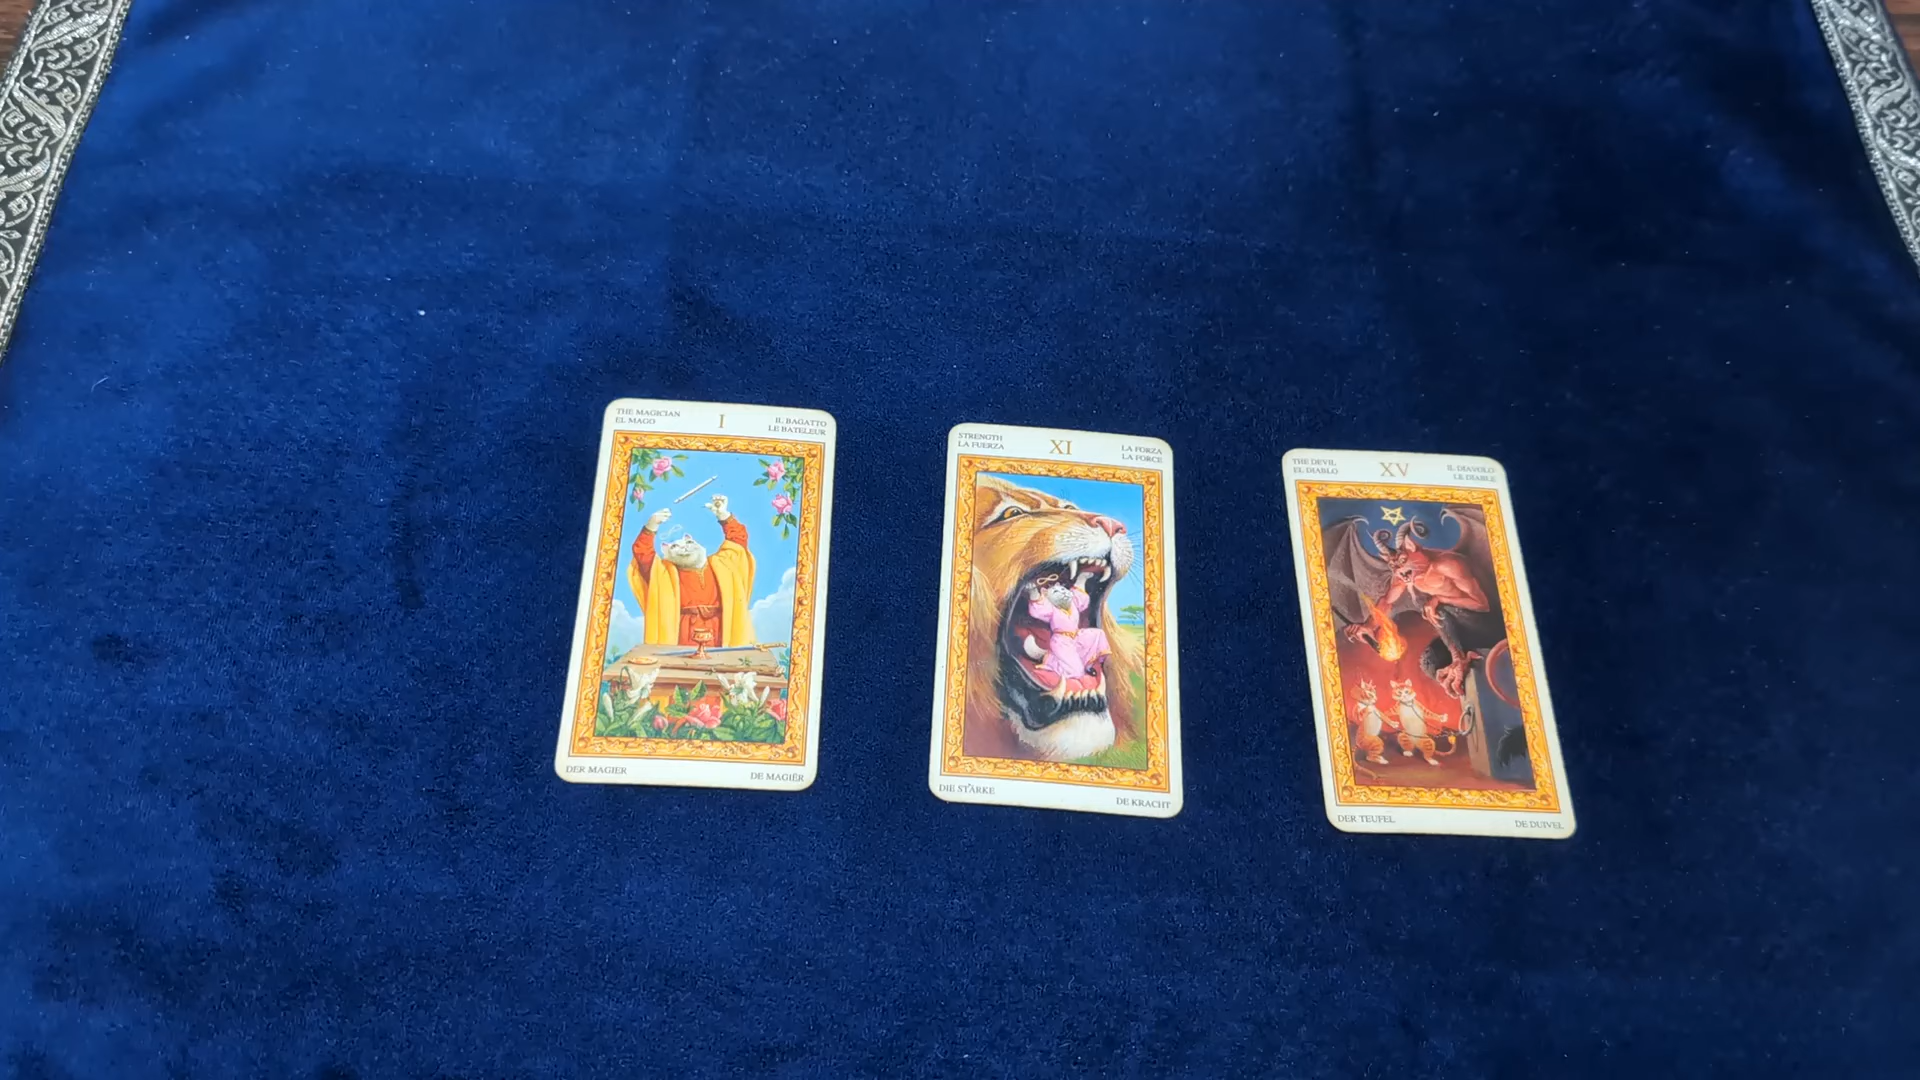 THE MAGICIAN
EL MAGO
I
IL BAGATTO
LE BATELEUR
DER MAGIER
DE MAGIËR
STRENGTH
LA FUERZA
XI
LA FORZA
LA FORCE
DIE STÄRKE
DE KRACHT
THE DEVIL
EL DIABLO
XV
IL DIAVOLO
LE DIABLE
DER TEUFEL
DE DUIVEL